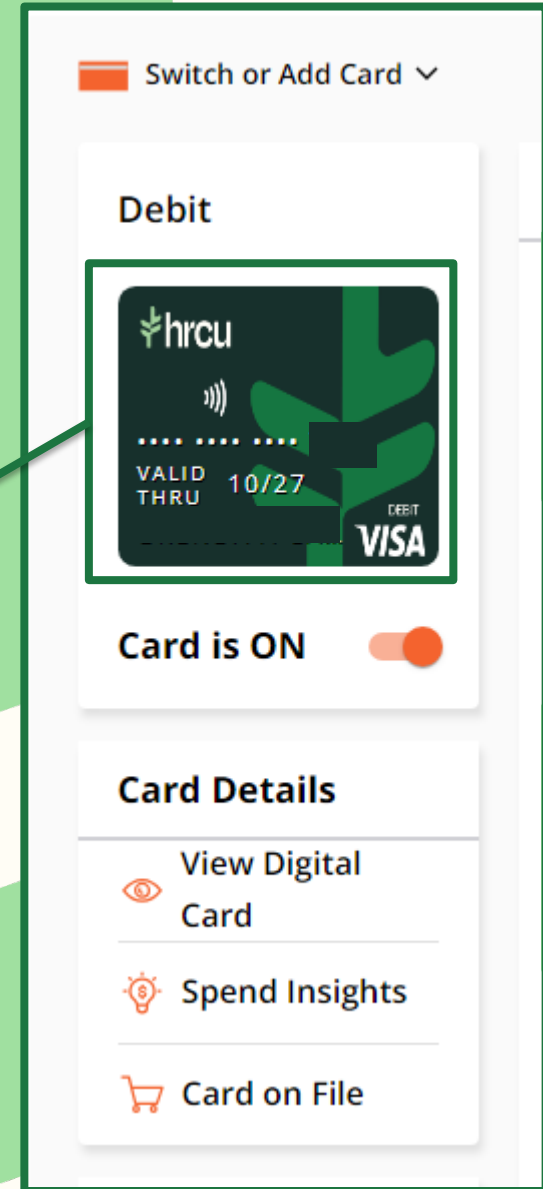 Switch or Add Card
Debit
hrcu
•••• •••• ••••
VALID
THRU 10/27
DEBIT
VISA
Card is ON
Card Details
View Digital
Card
Spend Insights
Card on File